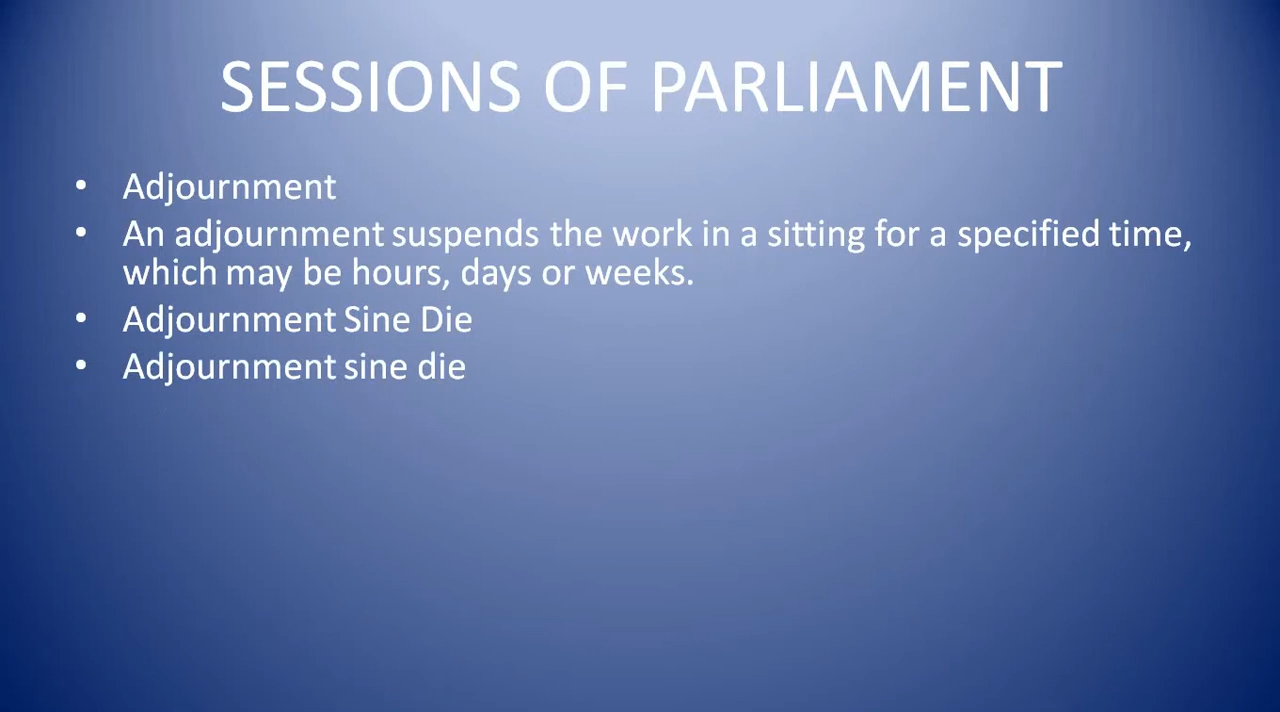 SESSIONS OF PARLIAMENT
• Adjournment
• An adjournment suspends the work in a sitting for a specified time,
which may be hours, days or weeks.
• Adjournment Sine Die
• Adjournment sine die